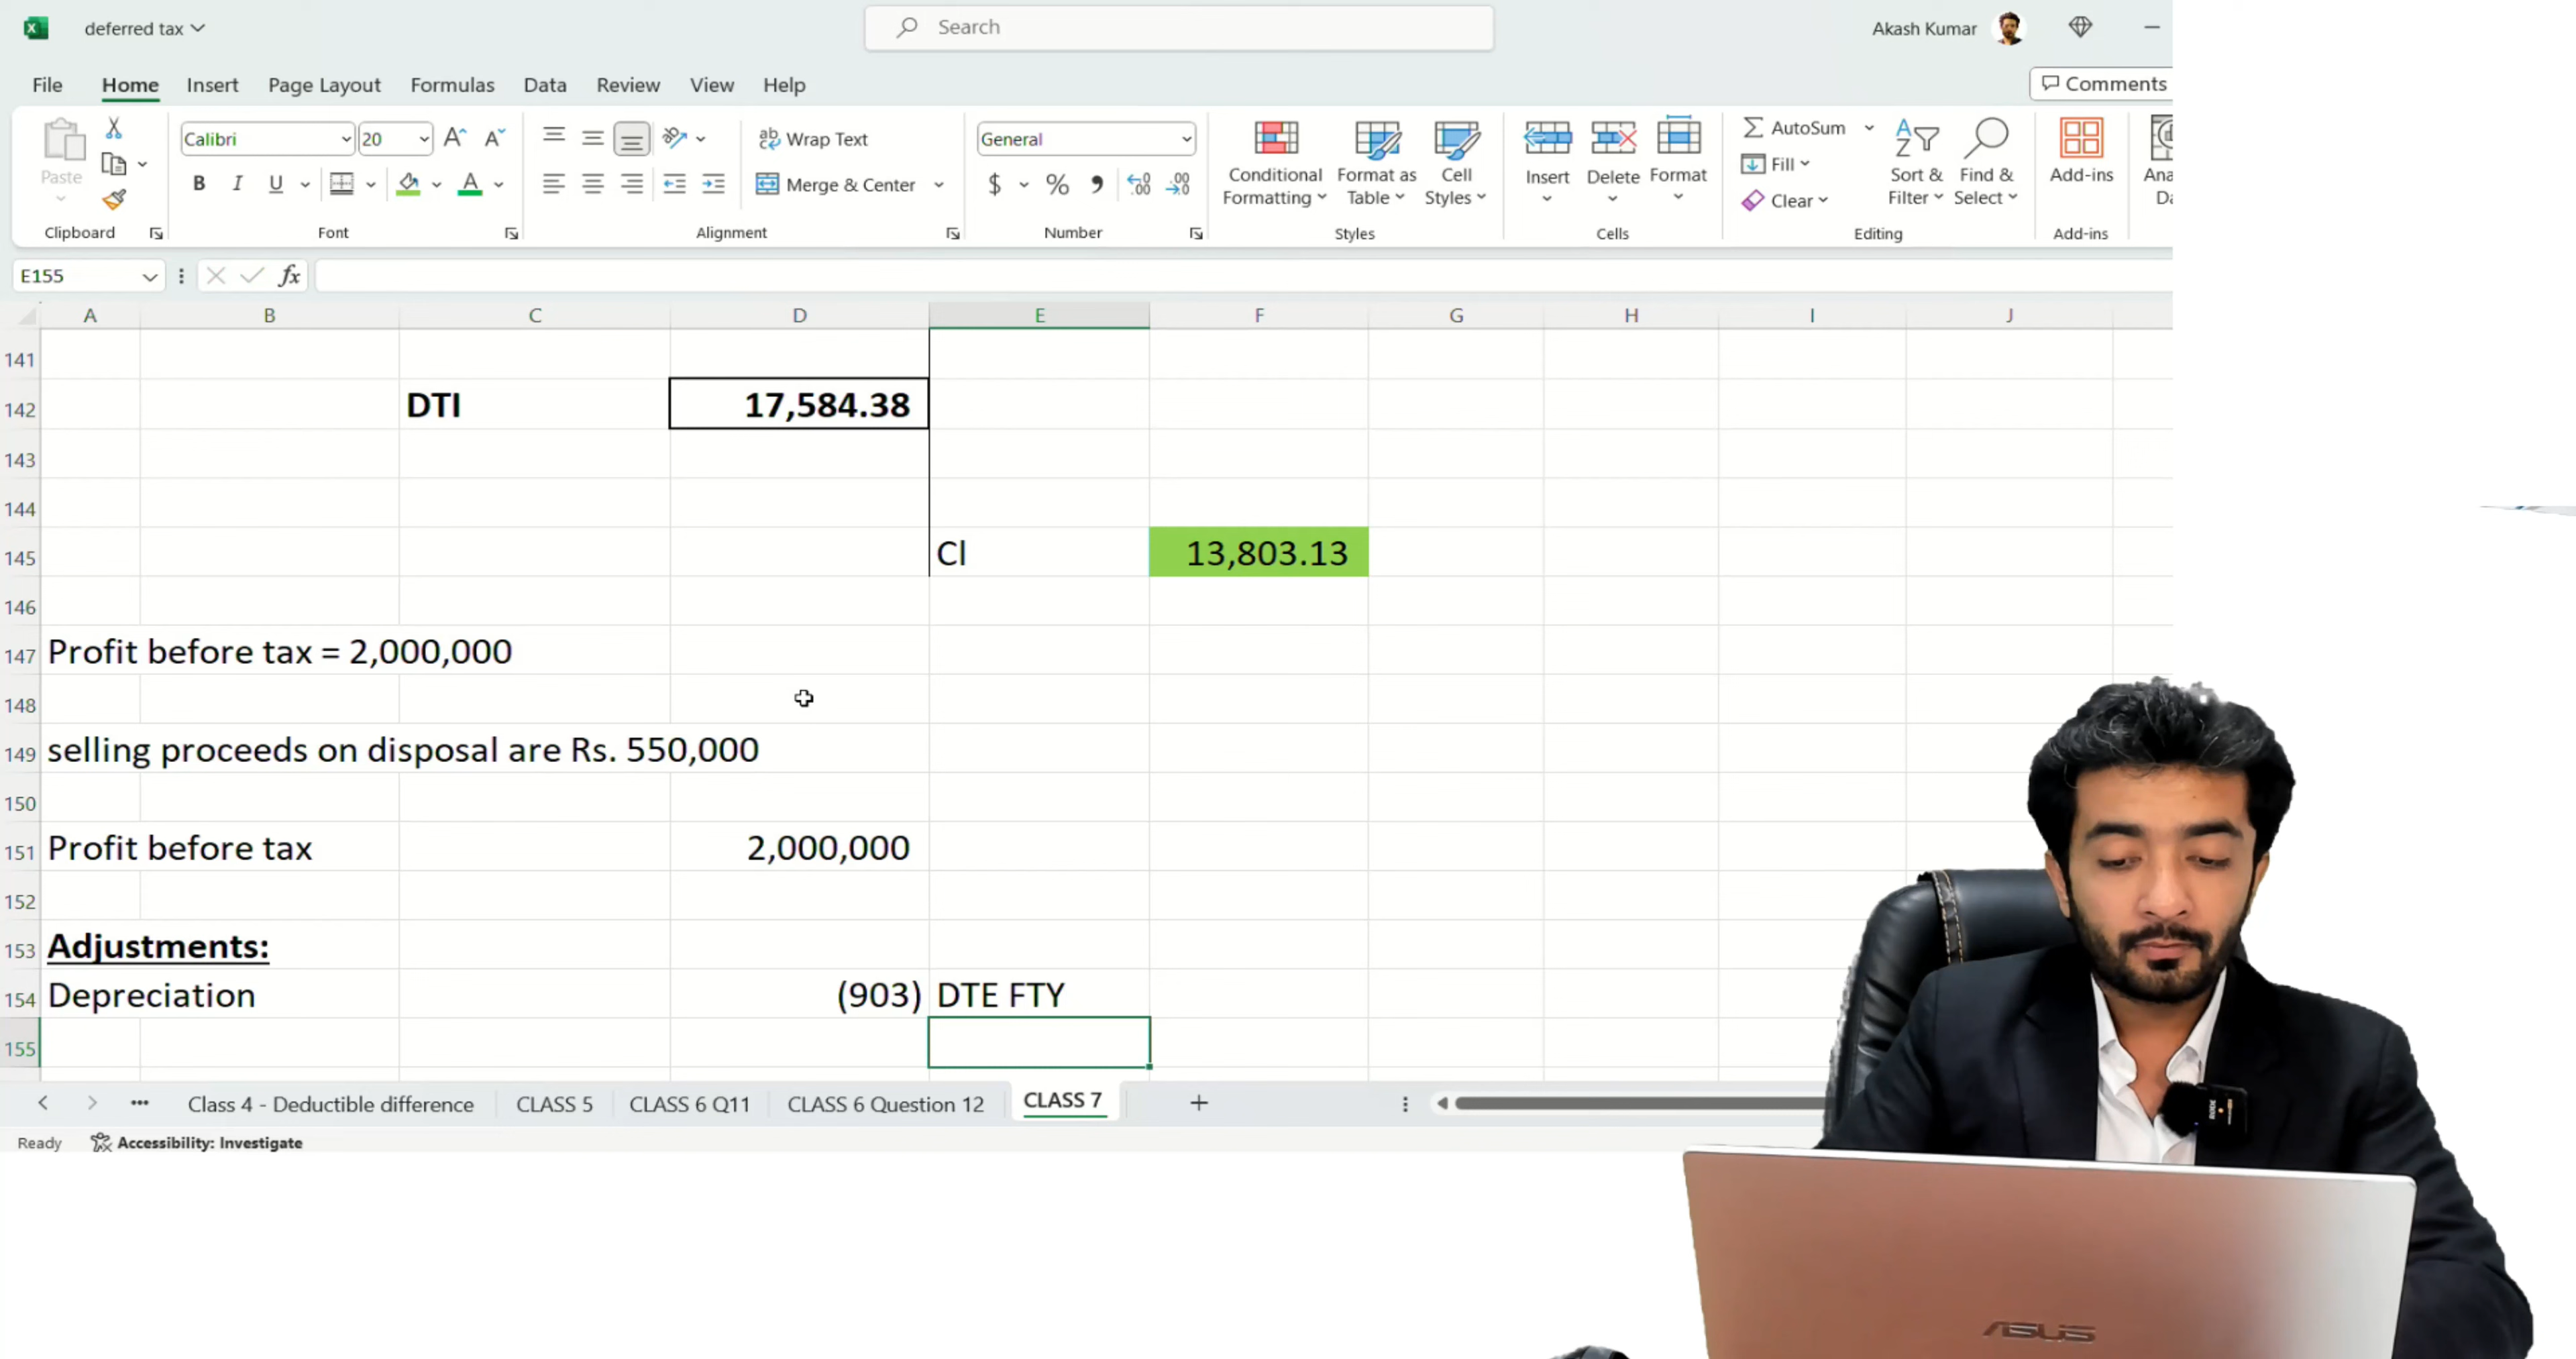 deferred tax
Search
Akash Kumar
File Home Insert Page Layout Formulas Data Review View Help
Comments
Paste
Calibri 20
Wrap Text
General
Conditional Formatting
Format as Table
Cell Styles
Insert
Delete
Format
AutoSum
Fill
Clear
Sort & Filter
Find & Select
Add-ins
B I U
Merge & Center
$ % ,
Clipboard Font Alignment Number Styles Cells Editing Add-ins
E155
fx
A B C D E F G H I J
141
142 DTI 17,584.38
143
144
145 Cl 13,803.13
146
147 Profit before tax = 2,000,000
148
149 selling proceeds on disposal are Rs. 550,000
150
151 Profit before tax 2,000,000
152
153 Adjustments:
154 Depreciation (903) DTE FTY
155
Class 4 - Deductible difference CLASS 5 CLASS 6 Q11 CLASS 6 Question 12 CLASS 7
Ready Accessibility: Investigate
RODE
ASUS